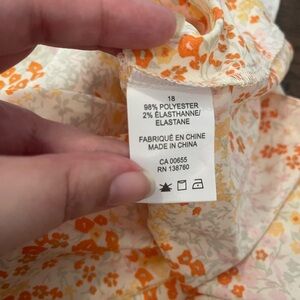 18
98% POLYESTER
2% ÉLASTHANNE/
ELASTANE
FABRIQUÉ EN CHINE
MADE IN CHINA
CA 00655
RN 138760